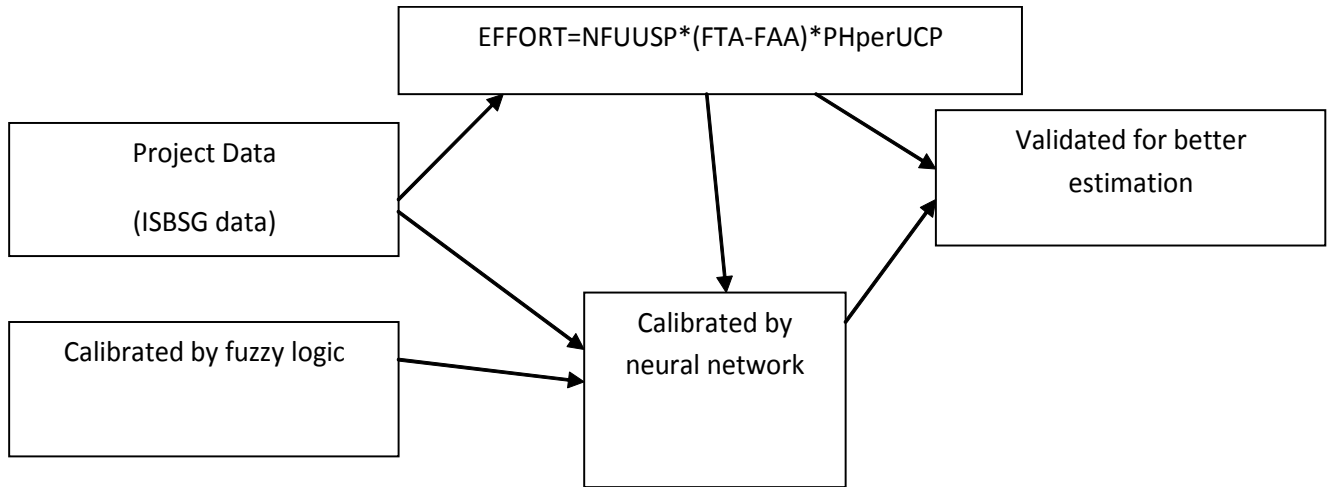 EFFORT=NFUUSP*(FTA-FAA)*PHperUCP
Project Data
(ISBSG data)
Validated for better
estimation
Calibrated by fuzzy logic
Calibrated by
neural network